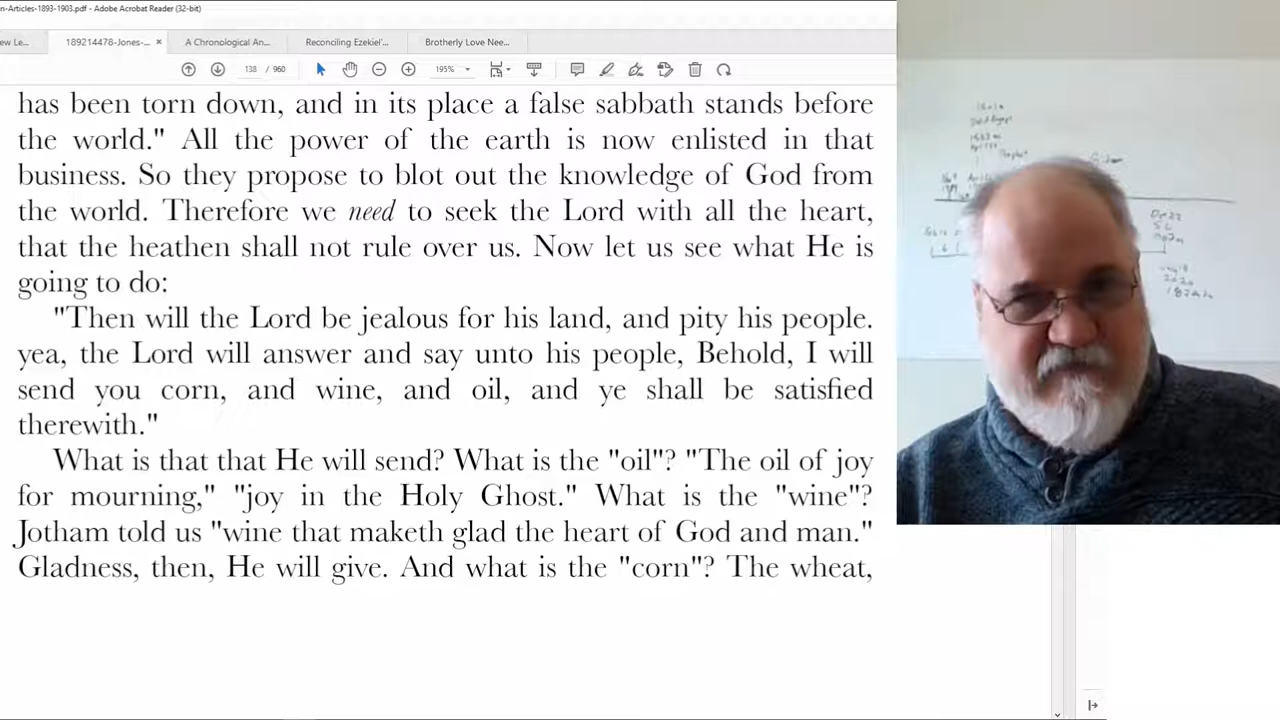 n-Articles-1893-1903.pdf - Adobe Acrobat Reader (32-bit)
ew Le...
189214478-Jones-... ×
A Chronological An...
Reconciling Ezekiel'...
Brotherly Love Nee...
138 / 960
195%
has been torn down, and in its place a false sabbath stands before
the world." All the power of the earth is now enlisted in that
business. So they propose to blot out the knowledge of God from
the world. Therefore we need to seek the Lord with all the heart,
that the heathen shall not rule over us. Now let us see what He is
going to do:
"Then will the Lord be jealous for his land, and pity his people.
yea, the Lord will answer and say unto his people, Behold, I will
send you corn, and wine, and oil, and ye shall be satisfied
therewith."
What is that that He will send? What is the "oil"? "The oil of joy
for mourning," "joy in the Holy Ghost." What is the "wine"?
Jotham told us "wine that maketh glad the heart of God and man."
Gladness, then, He will give. And what is the "corn"? The wheat,